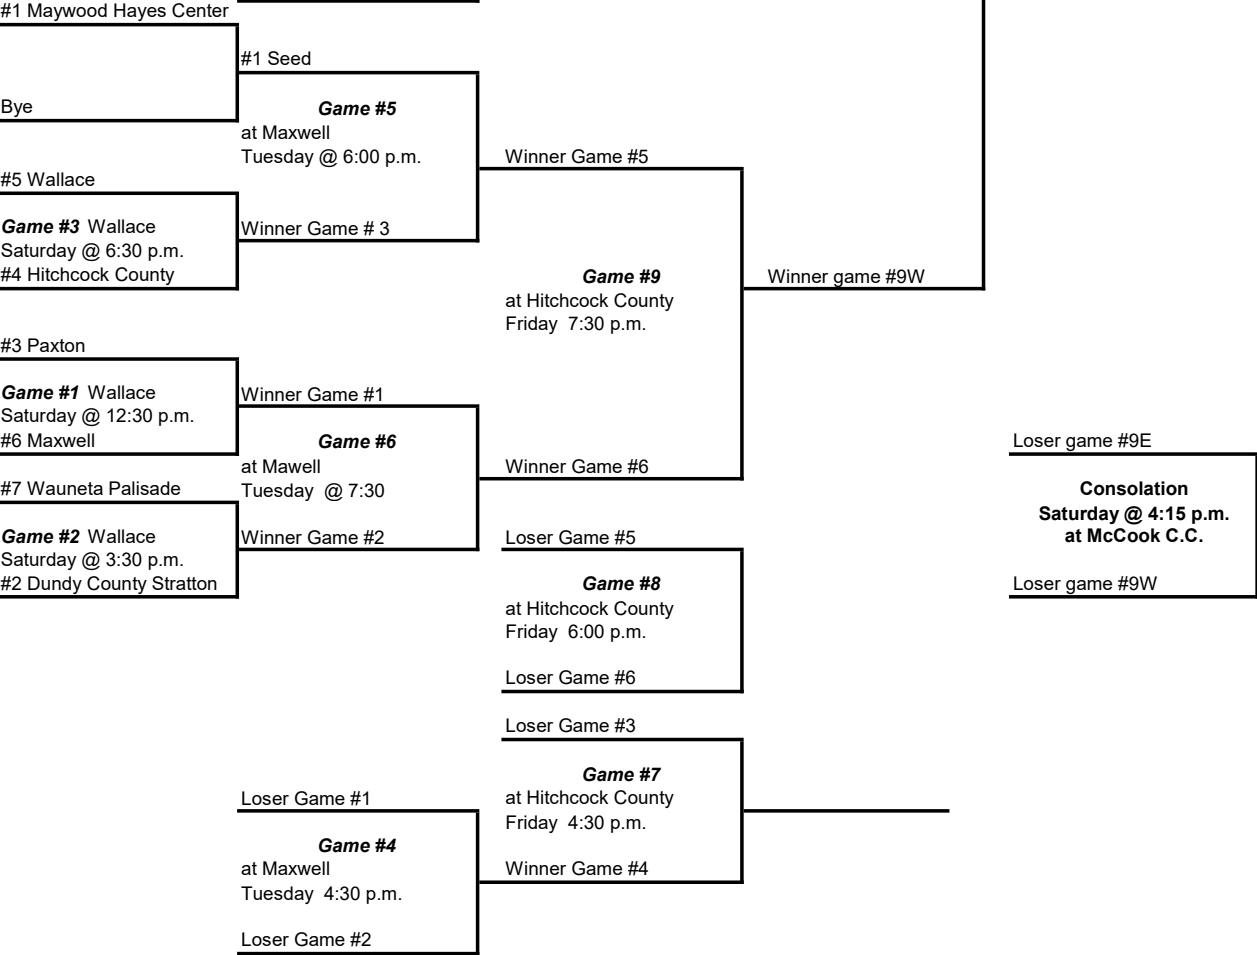 #1 Maywood Hayes Center
#1 Seed
Bye
Game #5
at Maxwell
Tuesday @ 6:00 p.m.
Winner Game #5
#5 Wallace
Game #3 Wallace
Saturday @ 6:30 p.m.
#4 Hitchcock County
Winner Game # 3
Game #9
at Hitchcock County
Friday 7:30 p.m.
Winner game #9W
#3 Paxton
Game #1 Wallace
Saturday @ 12:30 p.m.
#6 Maxwell
Winner Game #1
Game #6
at Mawell
Tuesday @ 7:30
Winner Game #6
#7 Wauneta Palisade
Game #2 Wallace
Saturday @ 3:30 p.m.
#2 Dundy County Stratton
Winner Game #2
Loser Game #5
Game #8
at Hitchcock County
Friday 6:00 p.m.
Loser Game #6
Loser game #9E
Consolation
Saturday @ 4:15 p.m.
at McCook C.C.
Loser game #9W
Loser Game #3
Game #7
at Hitchcock County
Friday 4:30 p.m.
Winner Game #4
Loser Game #1
Game #4
at Maxwell
Tuesday 4:30 p.m.
Loser Game #2